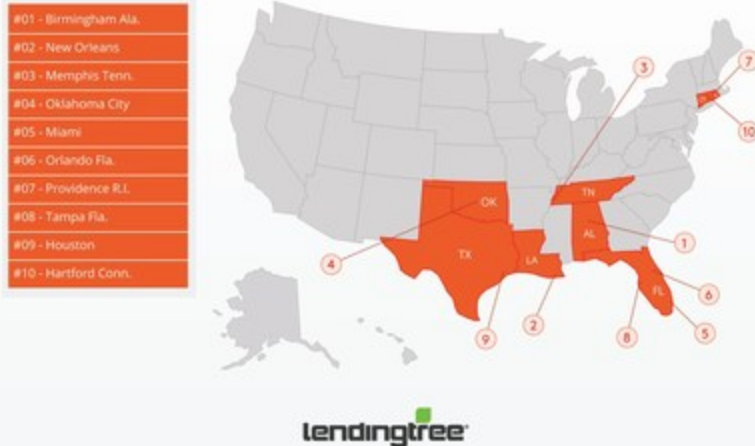 #01 - Birmingham Ala.
#02 - New Orleans
#03 - Memphis Tenn.
#04 - Oklahoma City
#05 - Miami
#06 - Orlando Fla.
#07 - Providence R.I.
#08 - Tampa Fla.
#09 - Houston
#10 - Hartford Conn.
3
7
10
TN
OK
AL
1
TX
LA
4
FL
6
9
2
8
5
lendingtree